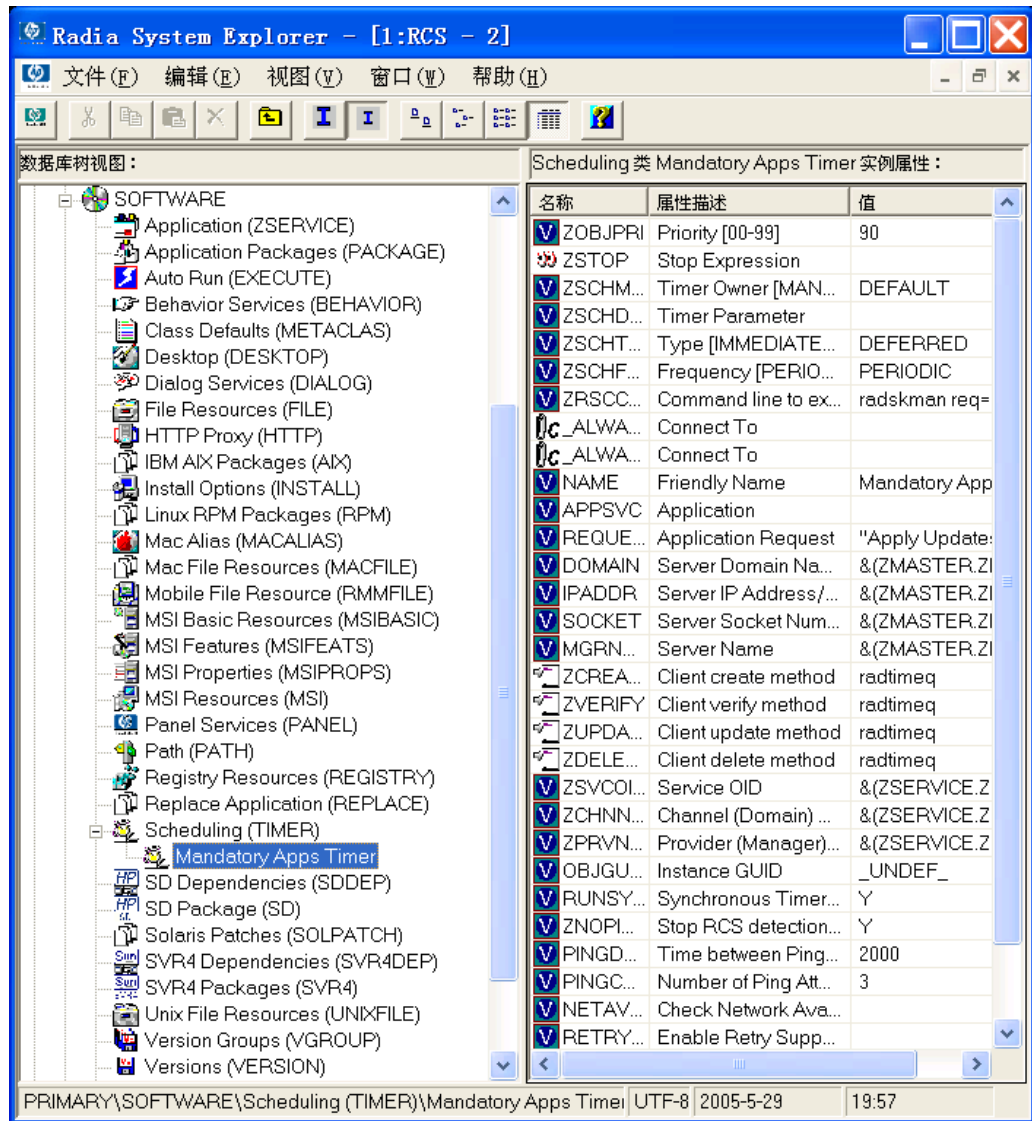 Radia System Explorer - [1:RCS - 2]
文件(F) 编辑(E) 视图(V) 窗口(W) 帮助(H)
数据库树视图：
SOFTWARE
Application (ZSERVICE)
Application Packages (PACKAGE)
Auto Run (EXECUTE)
Behavior Services (BEHAVIOR)
Class Defaults (METACLAS)
Desktop (DESKTOP)
Dialog Services (DIALOG)
File Resources (FILE)
HTTP Proxy (HTTP)
IBM AIX Packages (AIX)
Install Options (INSTALL)
Linux RPM Packages (RPM)
Mac Alias (MACALIAS)
Mac File Resources (MACFILE)
Mobile File Resource (RMMFILE)
MSI Basic Resources (MSIBASIC)
MSI Features (MSIFEATS)
MSI Properties (MSIPROPS)
MSI Resources (MSI)
Panel Services (PANEL)
Path (PATH)
Registry Resources (REGISTRY)
Replace Application (REPLACE)
Scheduling (TIMER)
Mandatory Apps Timer
SD Dependencies (SDDEP)
SD Package (SD)
Solaris Patches (SOLPATCH)
SVR4 Dependencies (SVR4DEP)
SVR4 Packages (SVR4)
Unix File Resources (UNIXFILE)
Version Groups (VGROUP)
Versions (VERSION)
Scheduling 类 Mandatory Apps Timer 实例属性：
名称 属性描述 值
ZOBJPRI Priority [00-99] 90
ZSTOP Stop Expression
ZSCHM... Timer Owner [MAN... DEFAULT
ZSCHD... Timer Parameter
ZSCHT... Type [IMMEDIATE... DEFERRED
ZSCHF... Frequency [PERIO... PERIODIC
ZRSCC... Command line to ex... radskman req=
_ALWA... Connect To
_ALWA... Connect To
NAME Friendly Name Mandatory App
APPSVC Application
REQUE... Application Request "Apply Update:
DOMAIN Server Domain Na... &(ZMASTER.ZI
IPADDR Server IP Address/... &(ZMASTER.ZI
SOCKET Server Socket Num... &(ZMASTER.ZI
MGRN... Server Name &(ZMASTER.ZI
ZCREA... Client create method radtimeq
ZVERIFY Client verify method radtimeq
ZUPDA... Client update method radtimeq
ZDELE... Client delete method radtimeq
ZSVCOI... Service OID &(ZSERVICE.Z
ZCHNN... Channel (Domain) ... &(ZSERVICE.Z
ZPRVN... Provider (Manager)... &(ZSERVICE.Z
OBJGU... Instance GUID _UNDEF_
RUNSY... Synchronous Timer... Y
ZNOPI... Stop RCS detection... Y
PINGD... Time between Ping... 2000
PINGC... Number of Ping Att... 3
NETAV... Check Network Ava...
RETRY... Enable Retry Supp...
PRIMARY\SOFTWARE\Scheduling (TIMER)\Mandatory Apps Timer UTF-8 2005-5-29 19:57